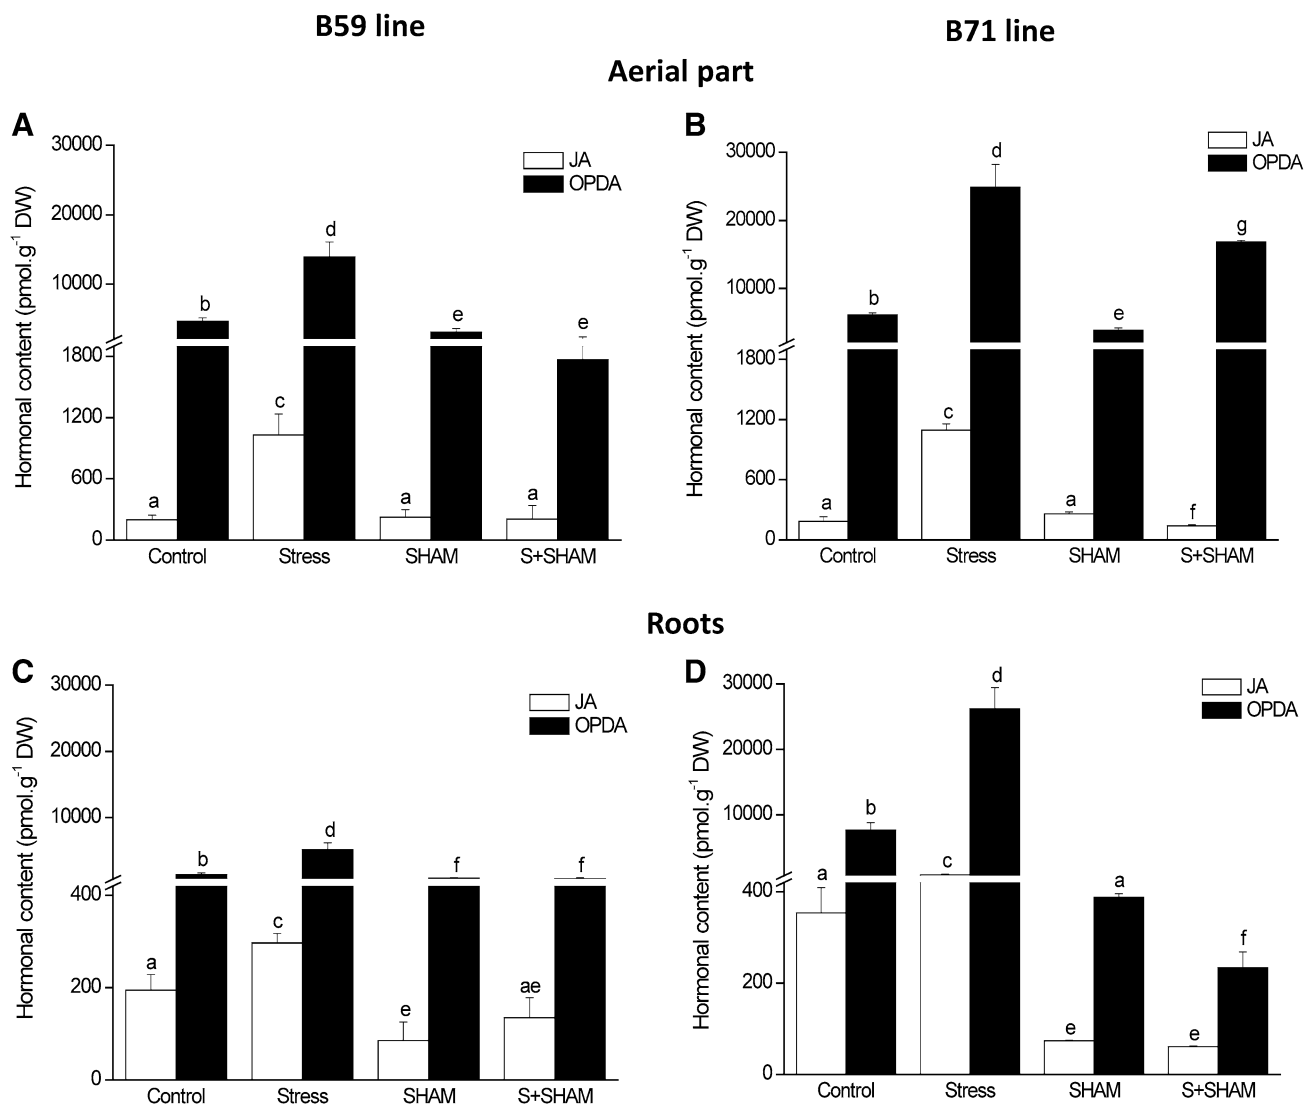 B59 line
B71 line
Aerial part
A
Hormonal content (pmol.g⁻¹ DW)
30000
20000
10000
1800
1200
600
0
JA
OPDA
a
b
c
d
a
e
a
e
Control
Stress
SHAM
S+SHAM
B
Hormonal content (pmol.g⁻¹ DW)
30000
20000
10000
1800
1200
600
0
JA
OPDA
a
b
c
d
a
e
f
g
Control
Stress
SHAM
S+SHAM
Roots
C
Hormonal content (pmol.g⁻¹ DW)
30000
20000
10000
400
200
0
JA
OPDA
a
b
c
d
e
f
ae
f
Control
Stress
SHAM
S+SHAM
D
Hormonal content (pmol.g⁻¹ DW)
30000
20000
10000
400
200
0
JA
OPDA
a
b
c
d
e
a
e
f
Control
Stress
SHAM
S+SHAM